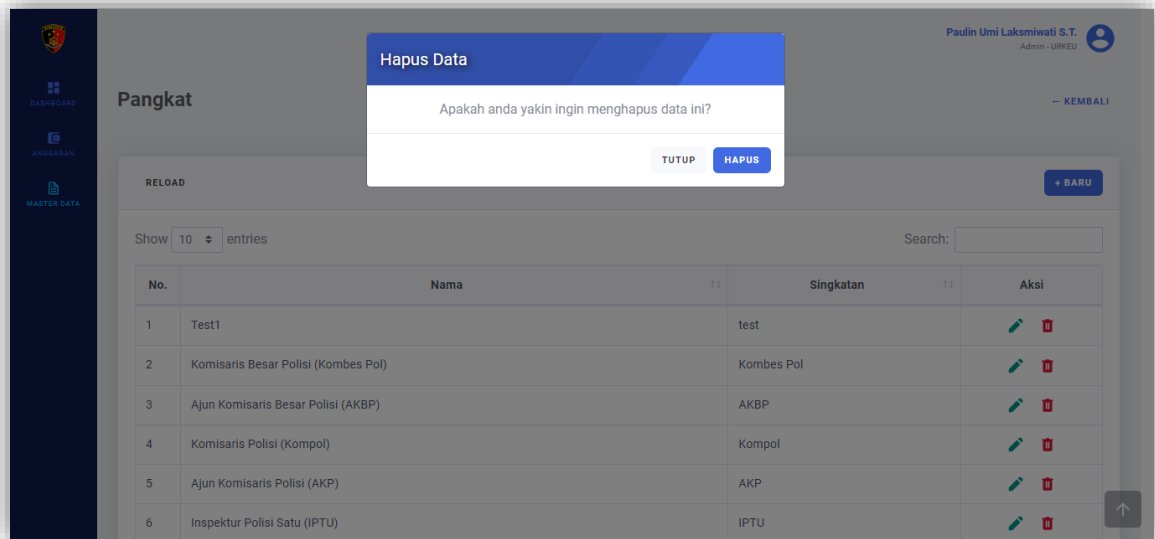 Paulin Umi Laksmiwati S.T.
Admin - URKEU
Hapus Data
Apakah anda yakin ingin menghapus data ini?
TUTUP HAPUS
DASHBOARD
ANGGARAN
MASTER DATA
Pangkat
← KEMBALI
RELOAD
+ BARU
Show 10 entries
Search:
No. Nama Singkatan Aksi
1 Test1 test
2 Komisaris Besar Polisi (Kombes Pol) Kombes Pol
3 Ajun Komisaris Besar Polisi (AKBP) AKBP
4 Komisaris Polisi (Kompol) Kompol
5 Ajun Komisaris Polisi (AKP) AKP
6 Inspektur Polisi Satu (IPTU) IPTU